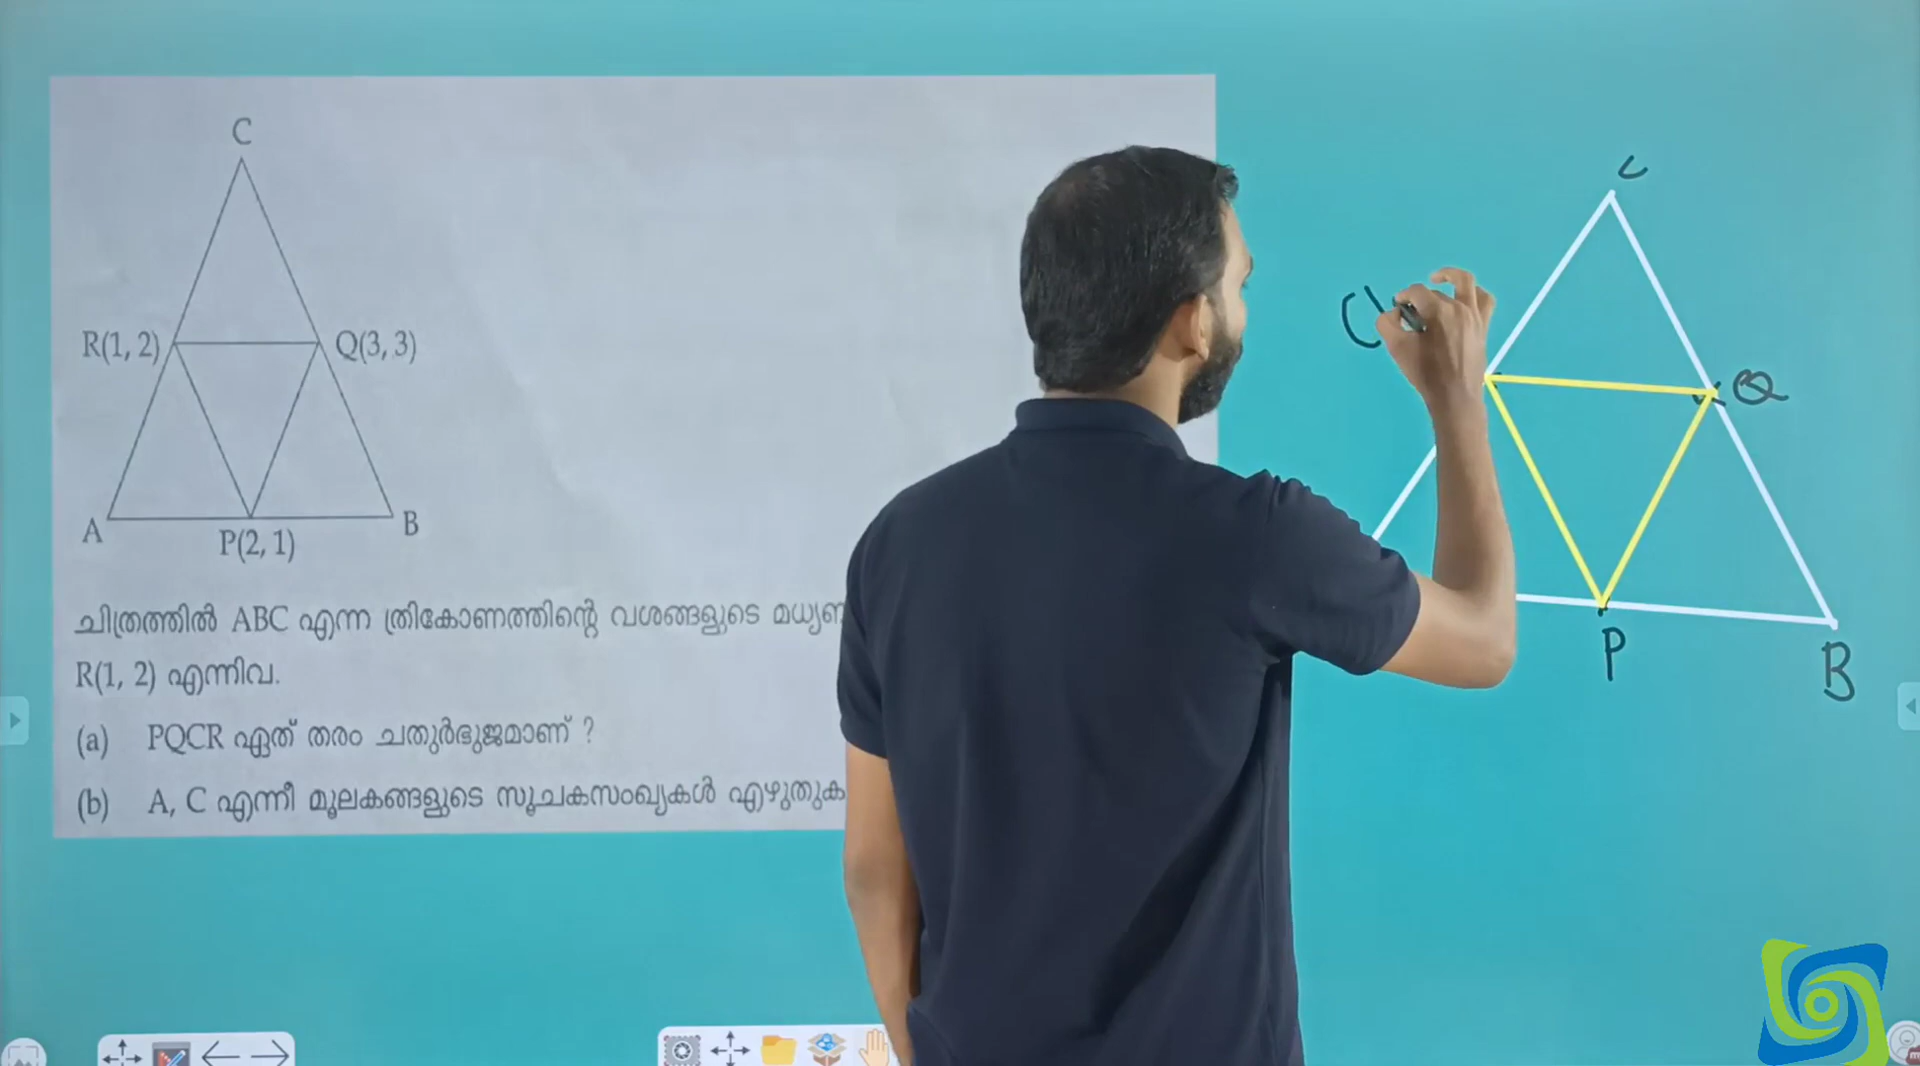 C
R(1, 2)
Q(3, 3)
A
B
P(2, 1)
ചിത്രത്തിൽ ABC എന്ന ത്രികോണത്തിന്റെ വശങ്ങളുടെ
R(1, 2) എന്നിവ.
(a) PQCR ഏത് തരം ചതുർഭുജമാണ് ?
(b) A, C എന്നീ മൂലകങ്ങളുടെ സൂചകസംഖ്യകൾ എഴുതുക
C
Q
P
B